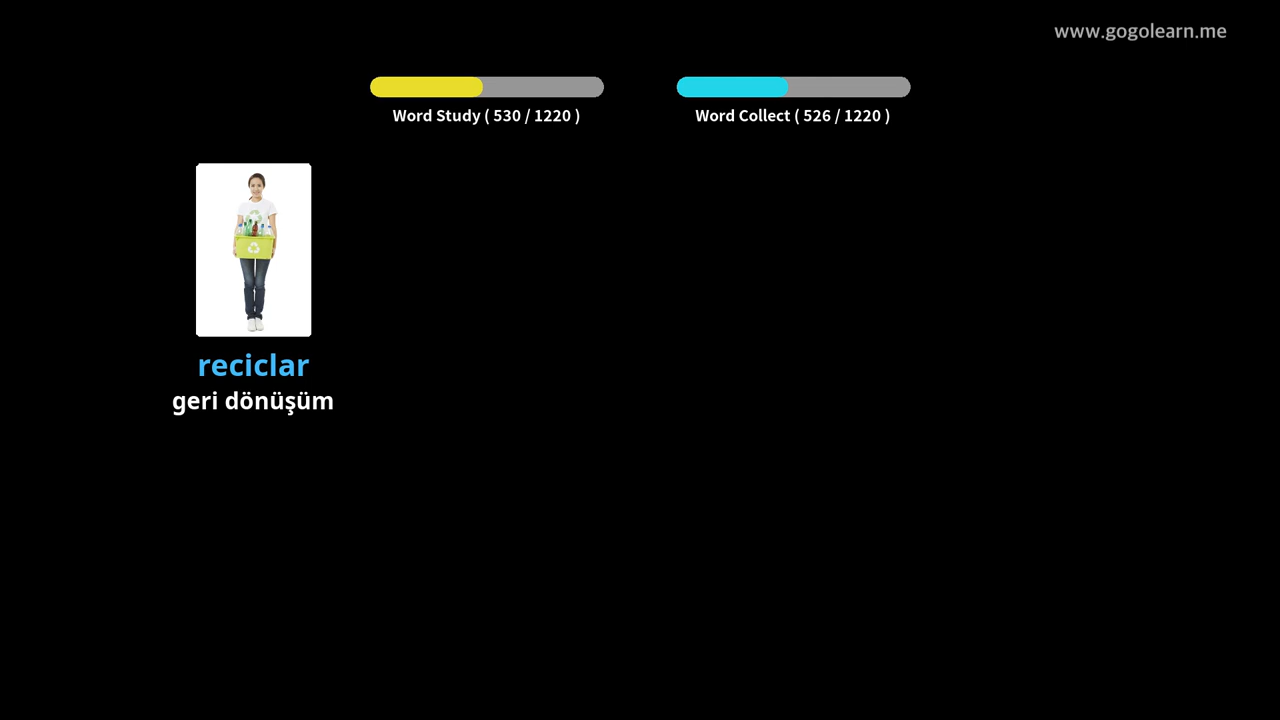 www.gogolearn.me
Word Study ( 530 / 1220 )
Word Collect ( 526 / 1220 )
reciclar
geri dönüşüm